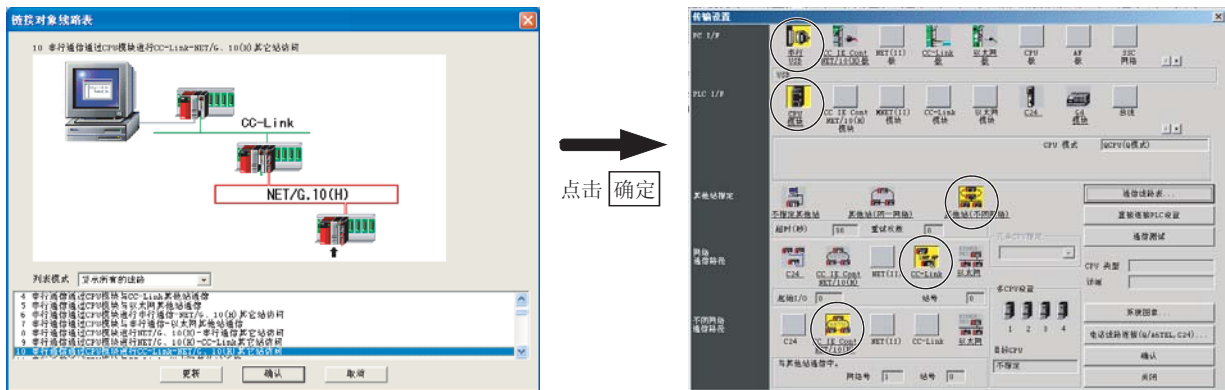 链接对象线路表
10 串行通信通过CPU模块进行CC-Link-NET/G、10(H)其它站访问
CC-Link
NET/G.10(H)
列表模式 显示所有的线路
4 串行通信通过CPU模块与CC-Link其他站通信
5 串行通信通过CPU模块与以太网其他站通信
6 串行通信通过CPU模块进行串行通信-NET/G、10(H)其它站访问
7 串行通信通过CPU模块与串行通信-以太网其他站通信
8 串行通信通过CPU模块进行NET/G、10(H)-串行通信其它站访问
9 串行通信通过CPU模块进行NET/G、10(H)-CC-Link其它站访问
10 串行通信通过CPU模块进行CC-Link-NET/G、10(H)其它站访问
更新 确认 取消
点击 确定
传输设置
PC I/F
串行 USB
CC IE Cont NET/10(H)板
NET(II) 板
CC-Link 板
以太网 板
CPU 板
AF 板
SSC 网络
USB
PLC I/F
CPU 模块
CC IE Cont NET/10(H) 模块
MNET(II) 模块
CC-Link 模块
以太网 模块
C24
G4 模块
总线
CPU 模式 QCPU(Q模式)
其他站指定
不指定其他站
其他站(同一网络)
其他站(不同网络)
超时(秒) 重试次数 0
网络 通信路径
C24
CC IE Cont NET/10(H)
NET(II)
CC-Link
以太网
起始I/O 0 站号 0
不同网络 通信路径
C24
CC IE Cont NET/10(H)
NET(II)
CC-Link
以太网
与其他站通信中。
网络号 1 站号 0
多CPU设置
1 2 3 4
目标CPU
不指定
通信线路表...
直接连接PLC设置
通信测试
CPU 类型
详细
系统图象...
电话线路连接(Q/A6TEL,C24)...
确认
关闭